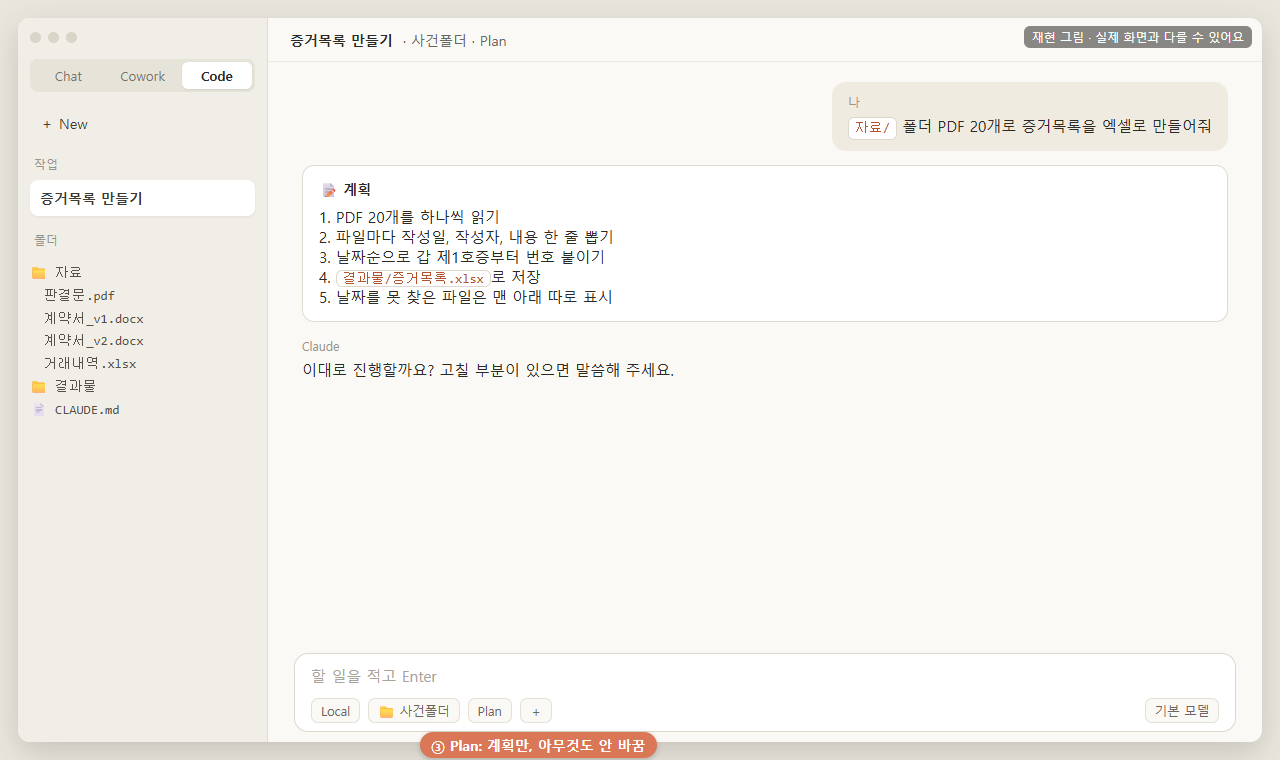 Chat Cowork Code
+ New
작업
증거목록 만들기
폴더
자료
판결문.pdf
계약서_v1.docx
계약서_v2.docx
거래내역.xlsx
결과물
CLAUDE.md
증거목록 만들기 · 사건폴더 · Plan
재현 그림 · 실제 화면과 다를 수 있어요
나
자료/ 폴더 PDF 20개로 증거목록을 엑셀로 만들어줘
계획
1. PDF 20개를 하나씩 읽기
2. 파일마다 작성일, 작성자, 내용 한 줄 뽑기
3. 날짜순으로 갑 제1호증부터 번호 붙이기
4. 결과물/증거목록.xlsx로 저장
5. 날짜를 못 찾은 파일은 맨 아래 따로 표시
Claude
이대로 진행할까요? 고칠 부분이 있으면 말씀해 주세요.
할 일을 적고 Enter
Local 사건폴더 Plan + 기본 모델
③ Plan: 계획만, 아무것도 안 바꿈